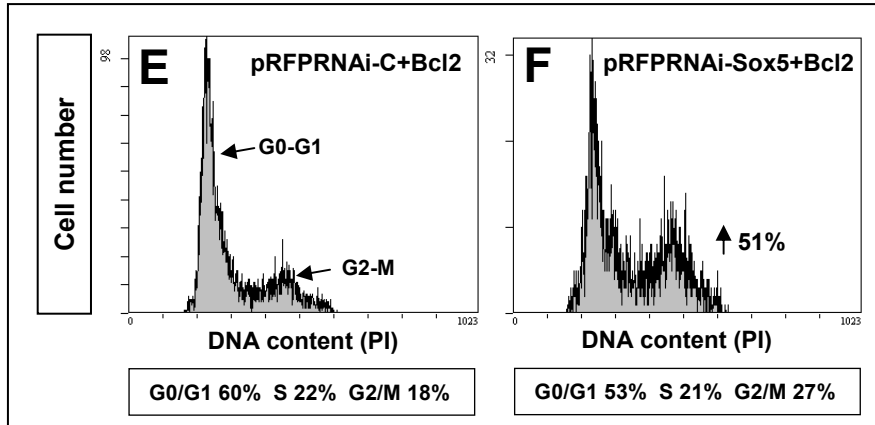 Cell number
E
pRFPRNAi-C+Bcl2
98
G0-G1
G2-M
0
1023
DNA content (PI)
G0/G1 60% S 22% G2/M 18%
F
pRFPRNAi-Sox5+Bcl2
32
51%
0
1023
DNA content (PI)
G0/G1 53% S 21% G2/M 27%